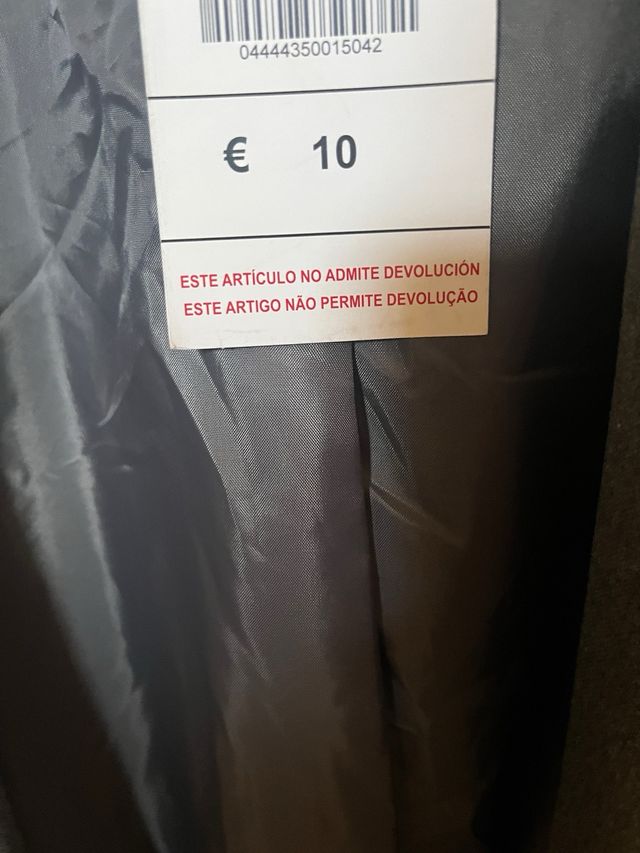 04444350015042
€ 10
ESTE ARTÍCULO NO ADMITE DEVOLUCIÓN
ESTE ARTIGO NÃO PERMITE DEVOLUÇÃO